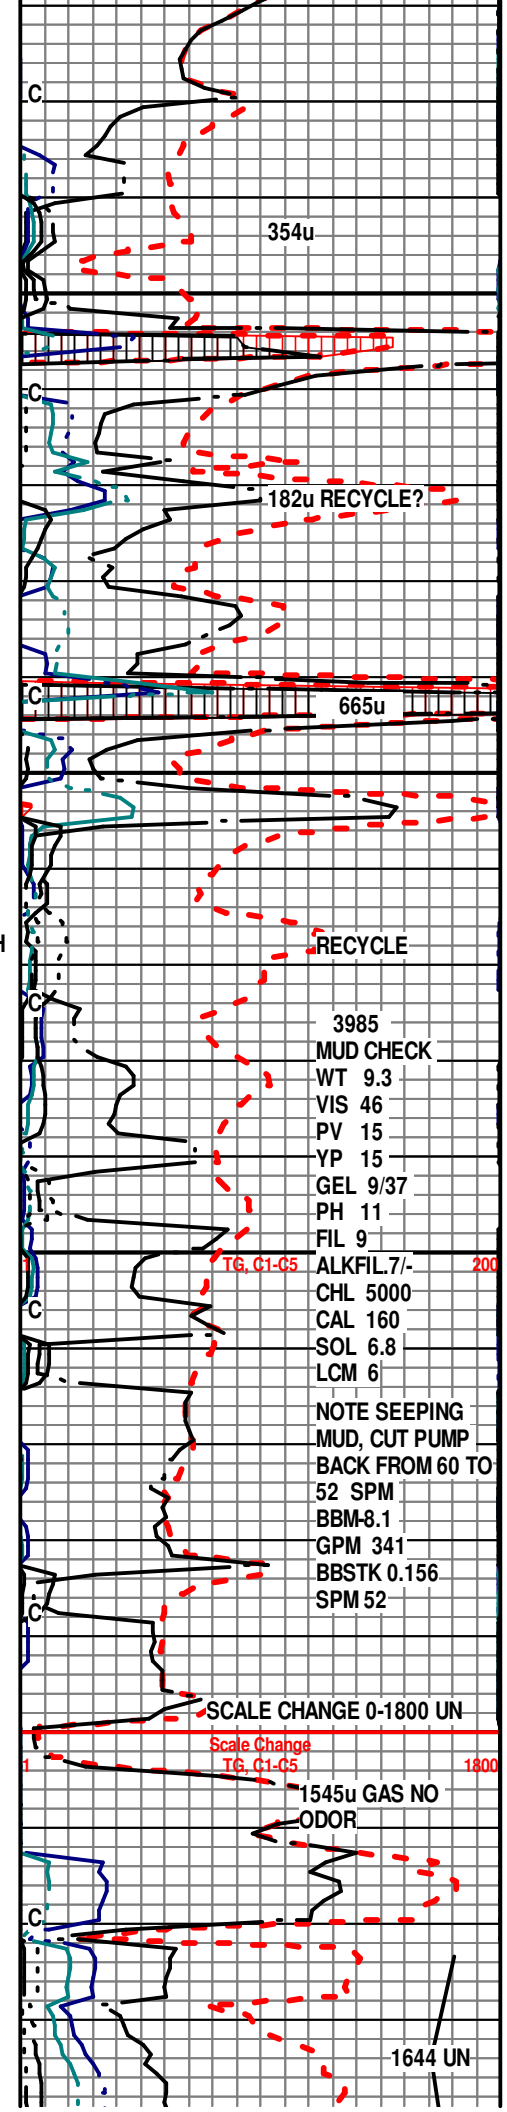 C
354u
C
182u RECYCLE?
C
665u
H
RECYCLE
C
3985
MUD CHECK
WT 9.3
VIS 46
PV 15
YP 15
GEL 9/37
PH 11
FIL 9
1 TG, C1-C5 200
ALKFIL.7/-
CHL 5000
C
CAL 160
SOL 6.8
LCM 6
NOTE SEEPING
MUD, CUT PUMP
BACK FROM 60 TO
52 SPM
BBM-8.1
GPM 341
BBSTK 0.156
SPM 52
C
SCALE CHANGE 0-1800 UN
Scale Change
1 TG, C1-C5 1800
1545u GAS NO
ODOR
C
1644 UN